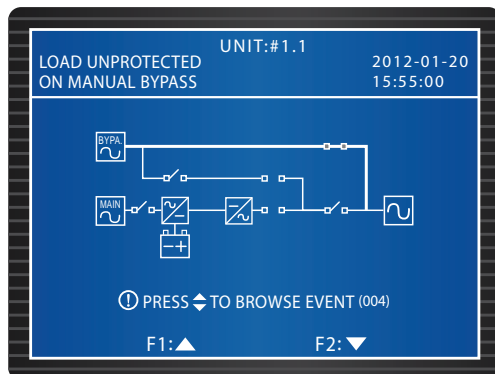 UNIT:#1.1
LOAD UNPROTECTED
ON MANUAL BYPASS
2012-01-20
15:55:00
BYPA.
MAIN
PRESS TO BROWSE EVENT (004)
F1: F2: